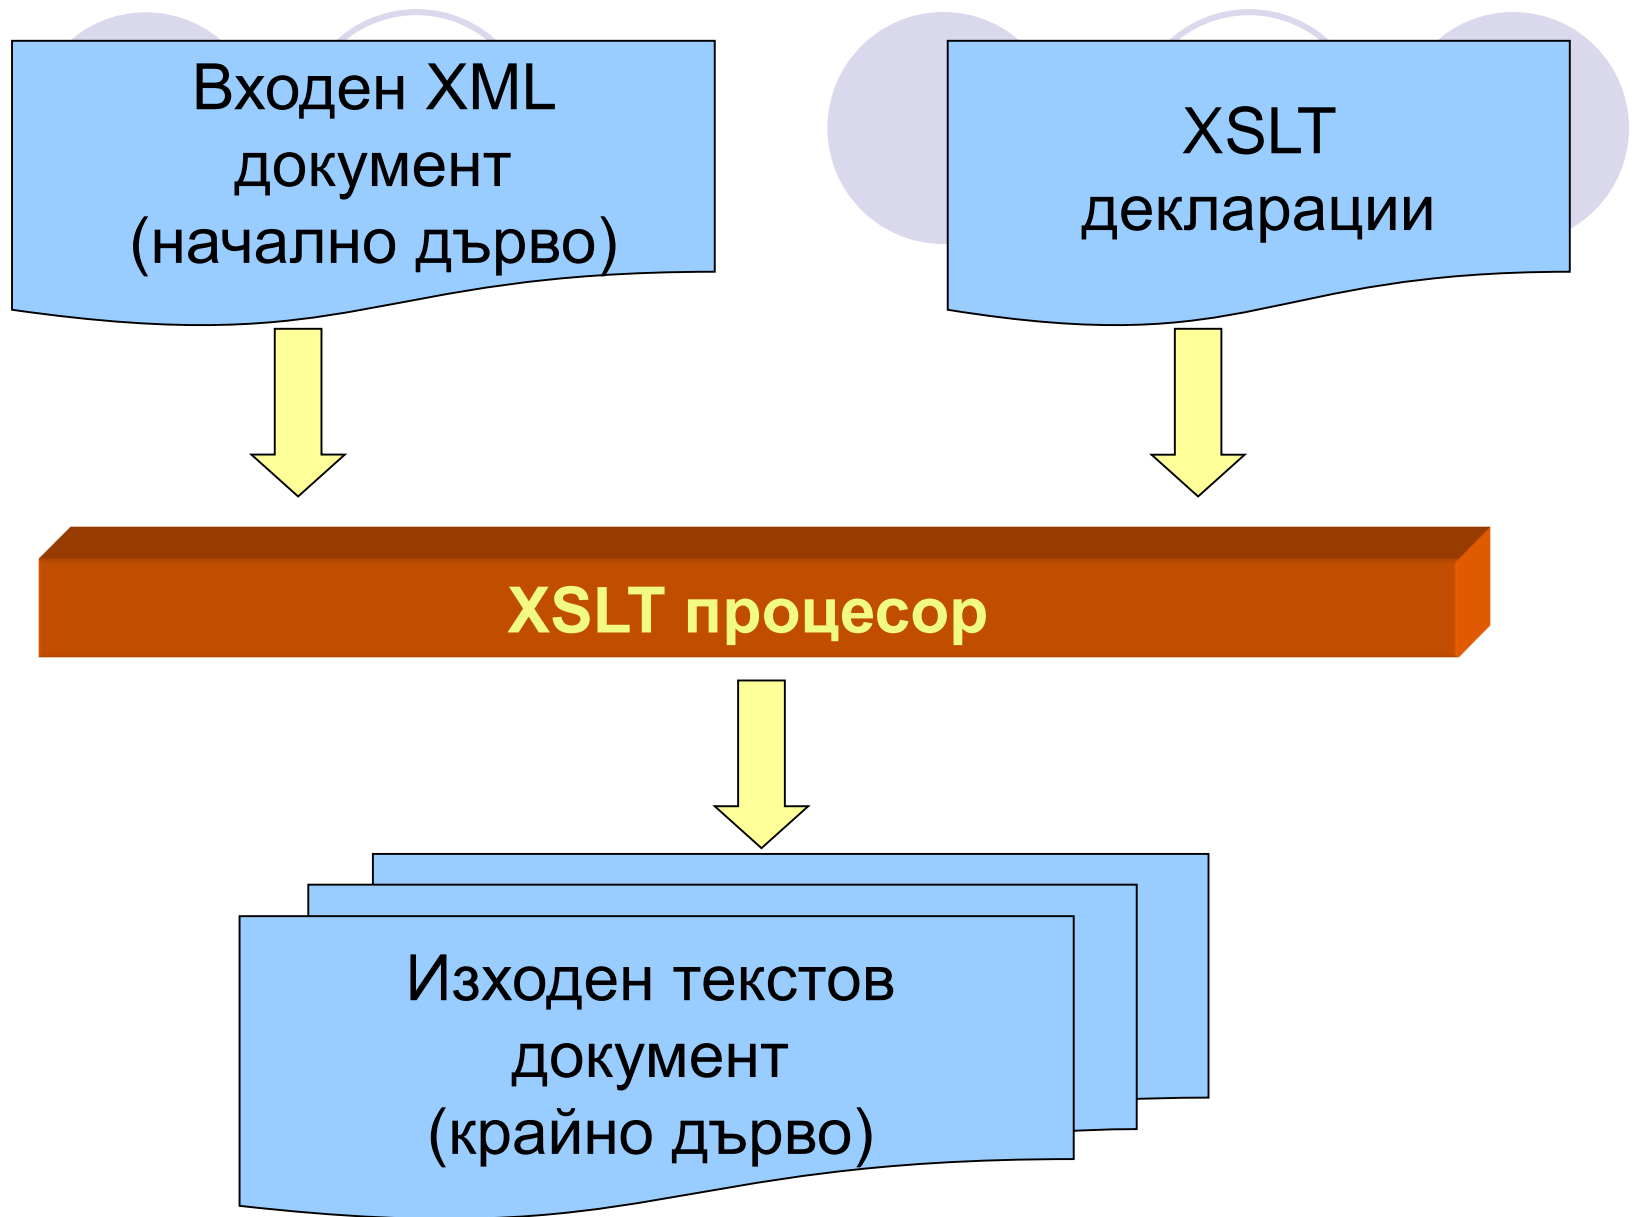 Входен XML
документ
(начално дърво)
XSLT
декларации
XSLT процесор
Изходен текстов
документ
(крайно дърво)